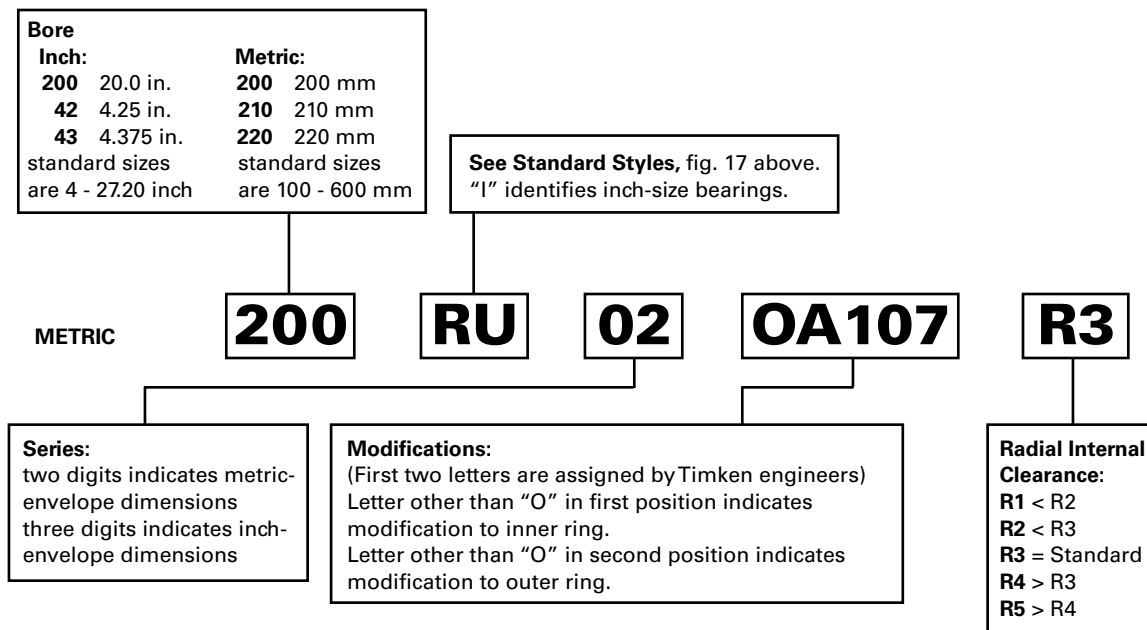 Bore
Inch: Metric:
200 20.0 in. 200 200 mm
42 4.25 in. 210 210 mm
43 4.375 in. 220 220 mm
standard sizes standard sizes
are 4 - 27.20 inch are 100 - 600 mm
See Standard Styles, fig. 17 above.
“I” identifies inch-size bearings.
METRIC 200 RU 02 OA107 R3
Series:
two digits indicates metric-
envelope dimensions
three digits indicates inch-
envelope dimensions
Modifications:
(First two letters are assigned by Timken engineers)
Letter other than “O” in first position indicates
modification to inner ring.
Letter other than “O” in second position indicates
modification to outer ring.
Radial Internal
Clearance:
R1 < R2
R2 < R3
R3 = Standard
R4 > R3
R5 > R4